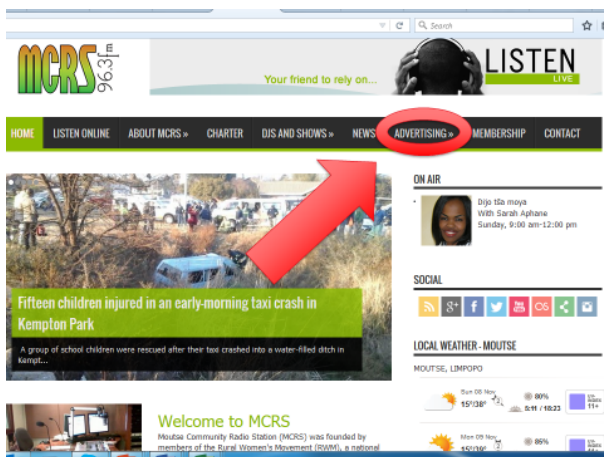 Search
MCRS 96.3fm
Your friend to rely on...
LISTEN
LIVE
HOME LISTEN ONLINE ABOUT MCRS » CHARTER DJS AND SHOWS » NEWS ADVERTISING » MEMBERSHIP CONTACT
Fifteen children injured in an early-morning taxi crash in
Kempton Park
A group of school children were rescued after their taxi crashed into a water-filled ditch in
Kempt...
Welcome to MCRS
Moutse Community Radio Station (MCRS) was founded by
members of the Rural Women's Movement (RWM), a national
ON AIR
Dijo tša moya
With Sarah Aphane
Sunday, 9:00 am-12:00 pm
SOCIAL
LOCAL WEATHER - MOUTSE
MOUTSE, LIMPOPO
Sun 08 Nov
15°/38°
80%
5:11 / 18:23
11+
Mon 09 Nov
15°/39°
85%